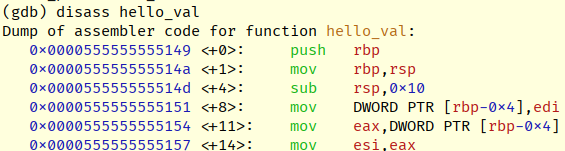 (gdb) disass hello_val
Dump of assembler code for function hello_val:
0x0000555555555149 <+0>: push rbp
0x000055555555514a <+1>: mov rbp,rsp
0x000055555555514d <+4>: sub rsp,0x10
0x0000555555555151 <+8>: mov DWORD PTR [rbp-0x4],edi
0x0000555555555154 <+11>: mov eax,DWORD PTR [rbp-0x4]
0x0000555555555157 <+14>: mov esi,eax